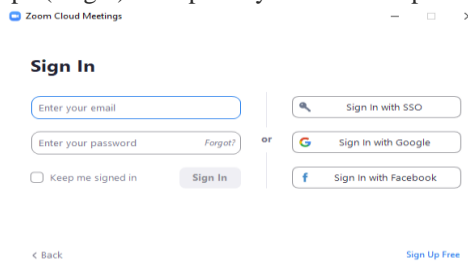 Zoom Cloud Meetings
Sign In
Enter your email
Enter your password Forgot?
Keep me signed in Sign In
or
Sign In with SSO
Sign In with Google
Sign In with Facebook
< Back
Sign Up Free